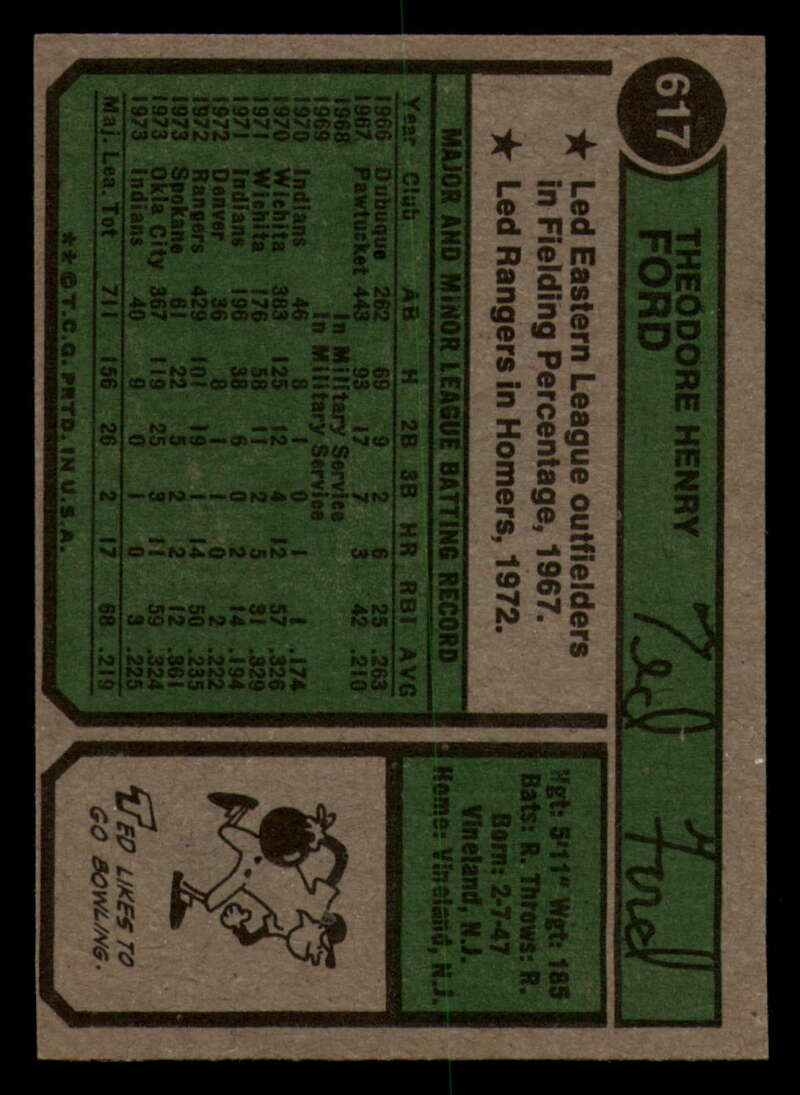 617
THEODORE HENRY
FORD
Ted Ford
★ Led Eastern League outfielders
in Fielding Percentage, 1967.
★ Led Rangers in Homers, 1972.
MAJOR AND MINOR LEAGUE BATTING RECORD
Year Club AB H 2B 3B HR RBI AVG
1966 Dubuque 262 69 9 2 6 25 .263
1967 Pawtucket 443 93 17 7 3 42 .210
1968 In Military Service
1969 In Military Service
1970 Indians 46 8 1 0 1 1 .174
1970 Wichita 383 125 12 4 12 57 .326
1971 Wichita 176 58 11 2 5 31 .329
1971 Indians 196 38 6 0 2 14 .194
1972 Denver 36 8 1 1 0 2 .222
1972 Rangers 429 101 19 1 14 50 .235
1973 Spokane 61 22 5 2 2 12 .361
1973 Okla City 367 119 25 3 11 59 .324
1973 Indians 40 9 0 1 0 3 .225
Maj. Lea. Tot 711 156 26 2 17 68 .219
**©T.C.G. PRTD. IN U.S.A.
Hgt: 5'11" Wgt: 185
Bats: R. Throws: R.
Born: 2-7-47
Vineland, N.J.
Home: Vineland, N.J.
TED LIKES TO
GO BOWLING.